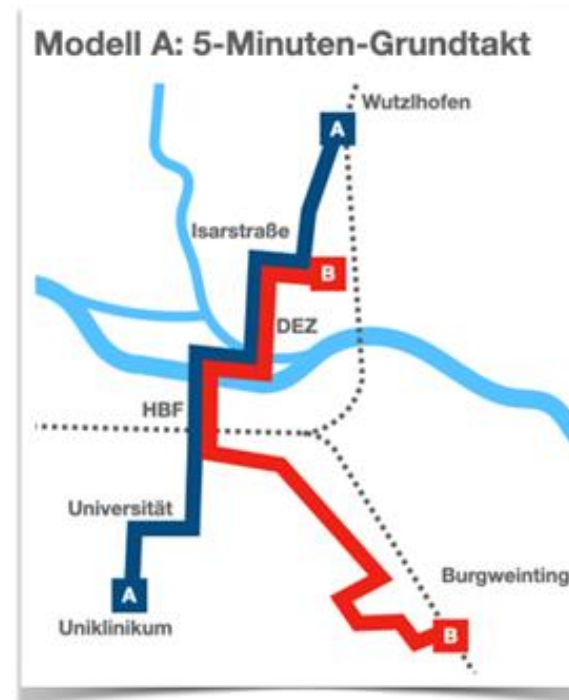 Modell A: 5-Minuten-Grundtakt
Wutzlhofen
A
Isarstraße
B
DEZ
HBF
Universität
Burgweinting
A
B
Uniklinikum